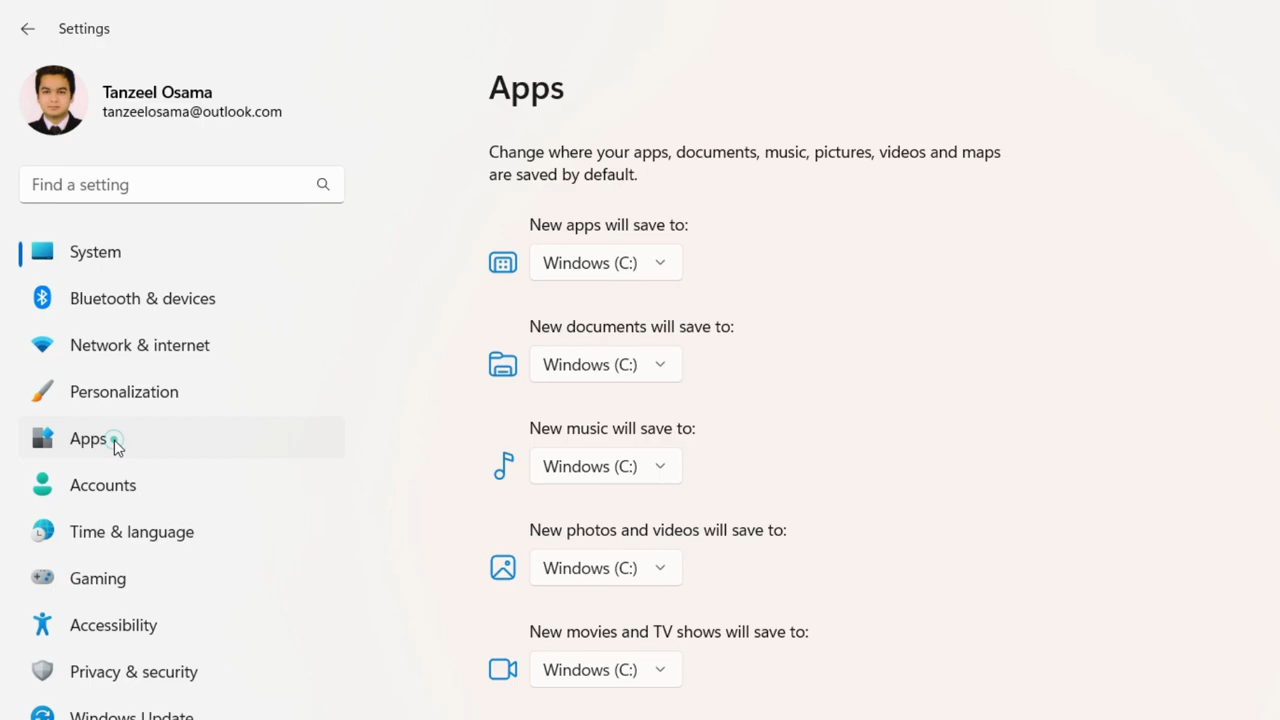 Settings
Tanzeel Osama
tanzeelosama@outlook.com
Find a setting
System
Bluetooth & devices
Network & internet
Personalization
Apps
Accounts
Time & language
Gaming
Accessibility
Privacy & security
Windows Update
Apps
Change where your apps, documents, music, pictures, videos and maps
are saved by default.
New apps will save to:
Windows (C:)
New documents will save to:
Windows (C:)
New music will save to:
Windows (C:)
New photos and videos will save to:
Windows (C:)
New movies and TV shows will save to:
Windows (C:)